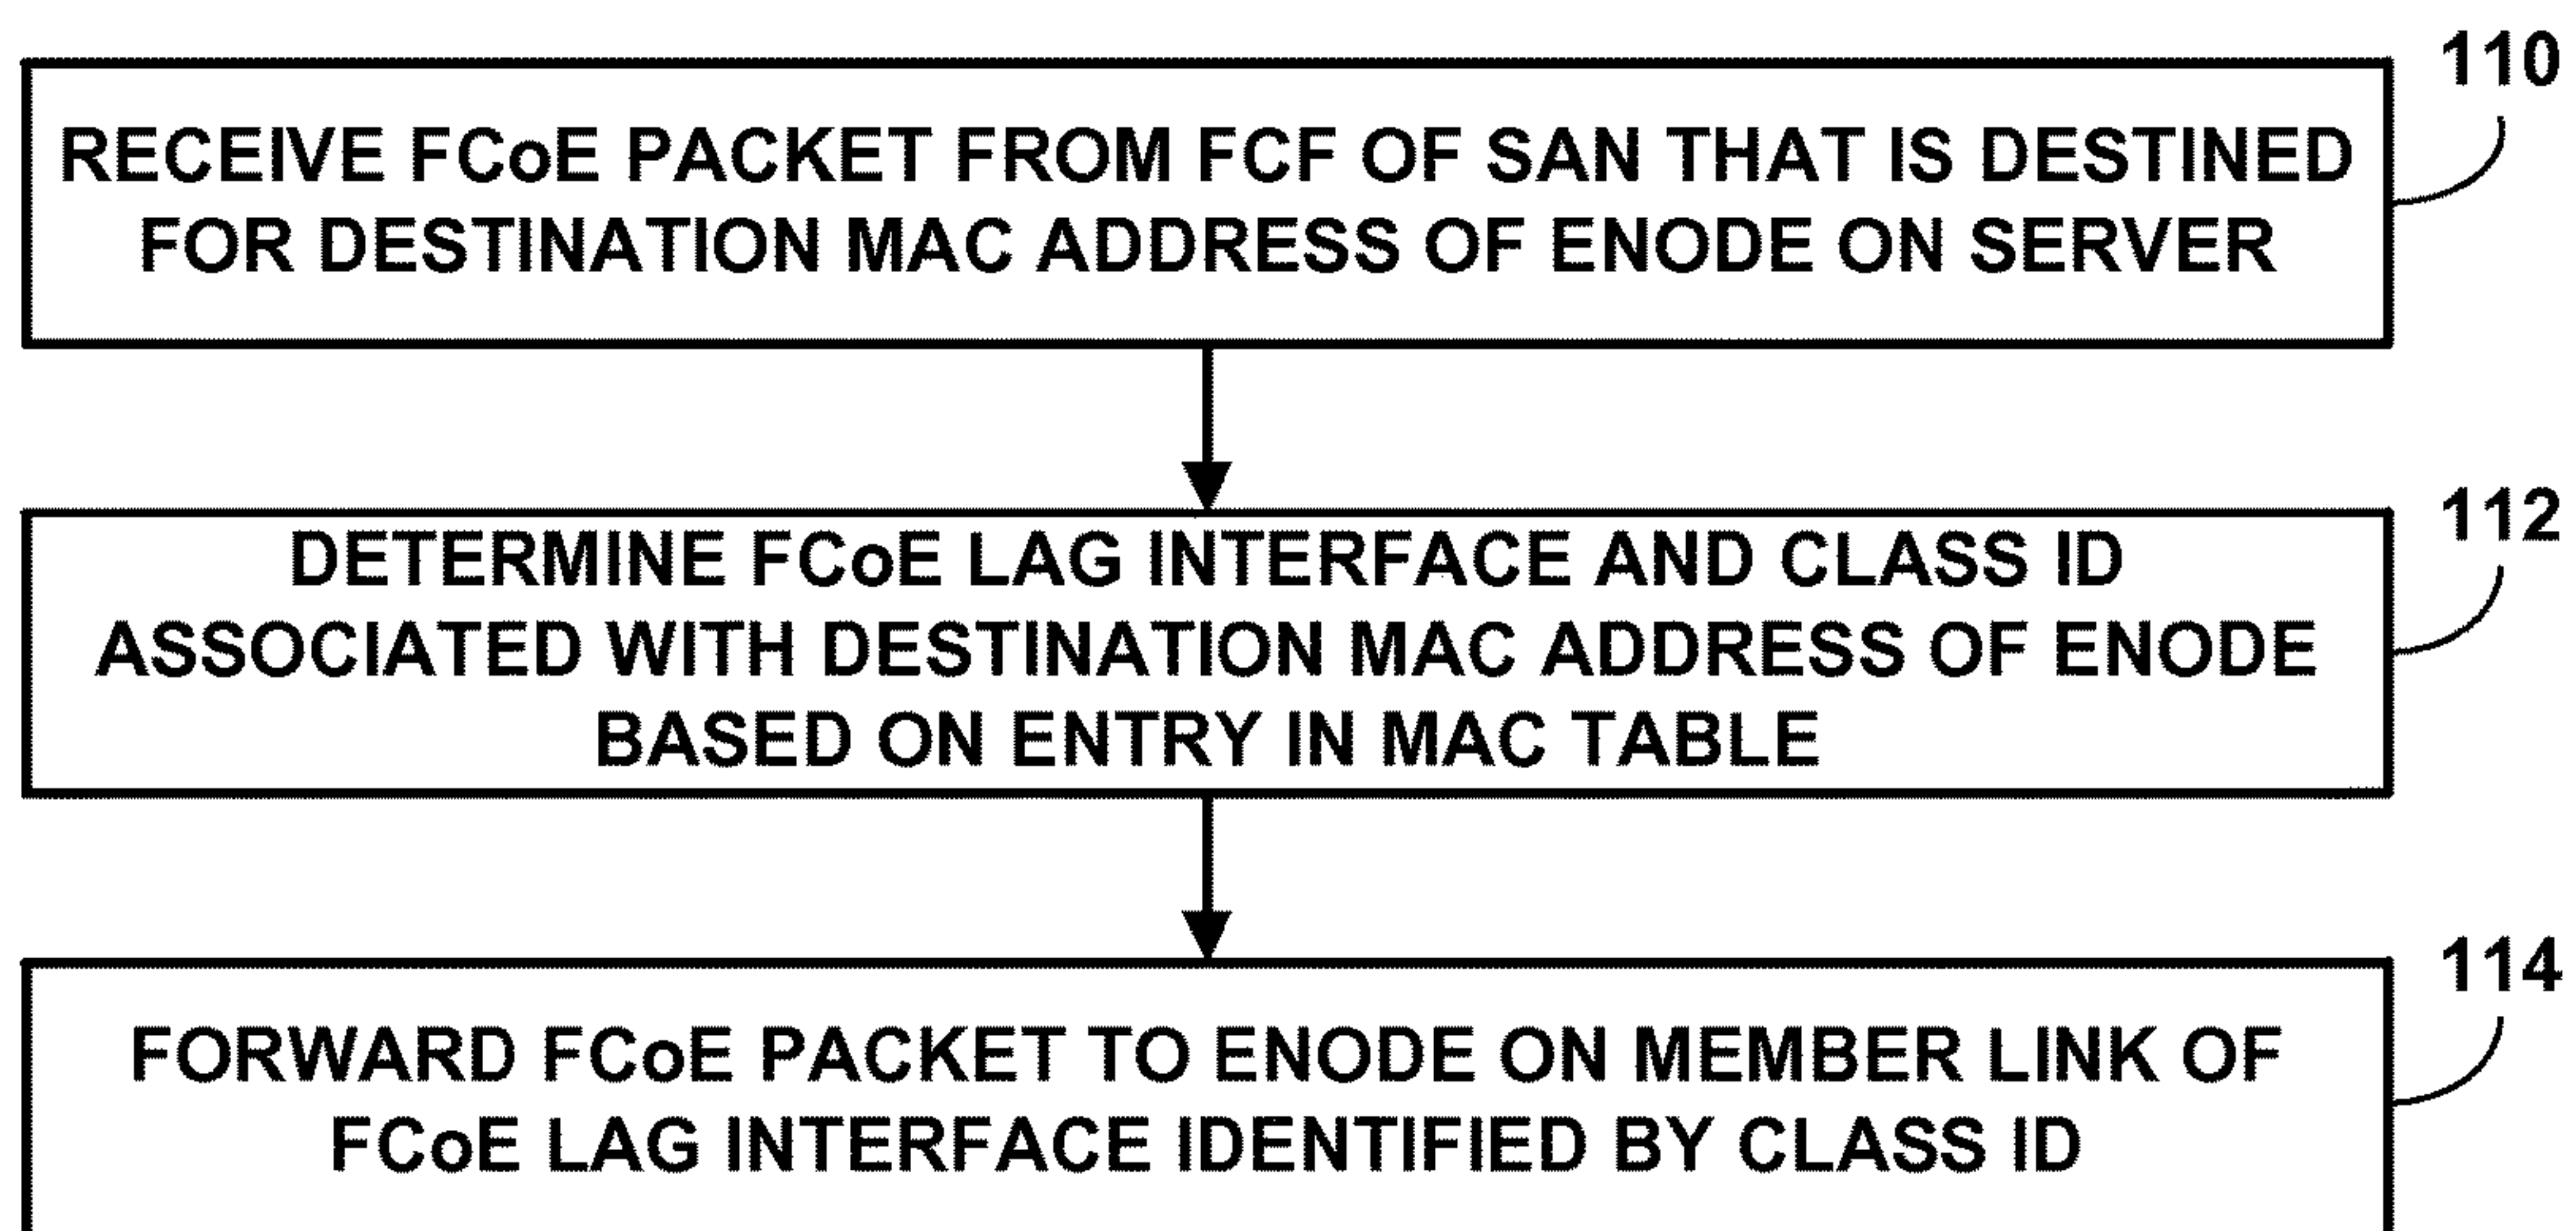 110
RECEIVE FCoE PACKET FROM FCF OF SAN THAT IS DESTINED
FOR DESTINATION MAC ADDRESS OF ENODE ON SERVER
112
DETERMINE FCoE LAG INTERFACE AND CLASS ID
ASSOCIATED WITH DESTINATION MAC ADDRESS OF ENODE
BASED ON ENTRY IN MAC TABLE
114
FORWARD FCoE PACKET TO ENODE ON MEMBER LINK OF
FCoE LAG INTERFACE IDENTIFIED BY CLASS ID